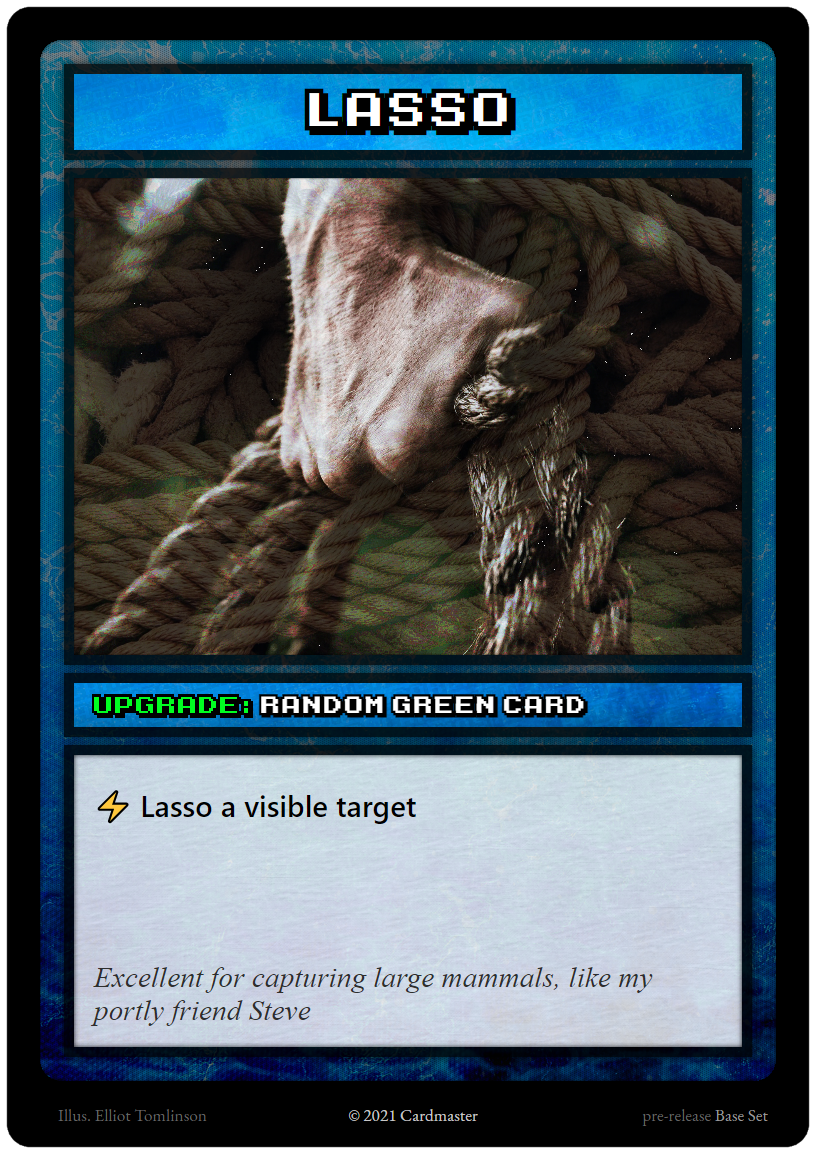 LASSO
UPGRADE: RANDOM GREEN CARD
⚡ Lasso a visible target
Excellent for capturing large mammals, like my
portly friend Steve
Illus. Elliot Tomlinson © 2021 Cardmaster pre-release Base Set